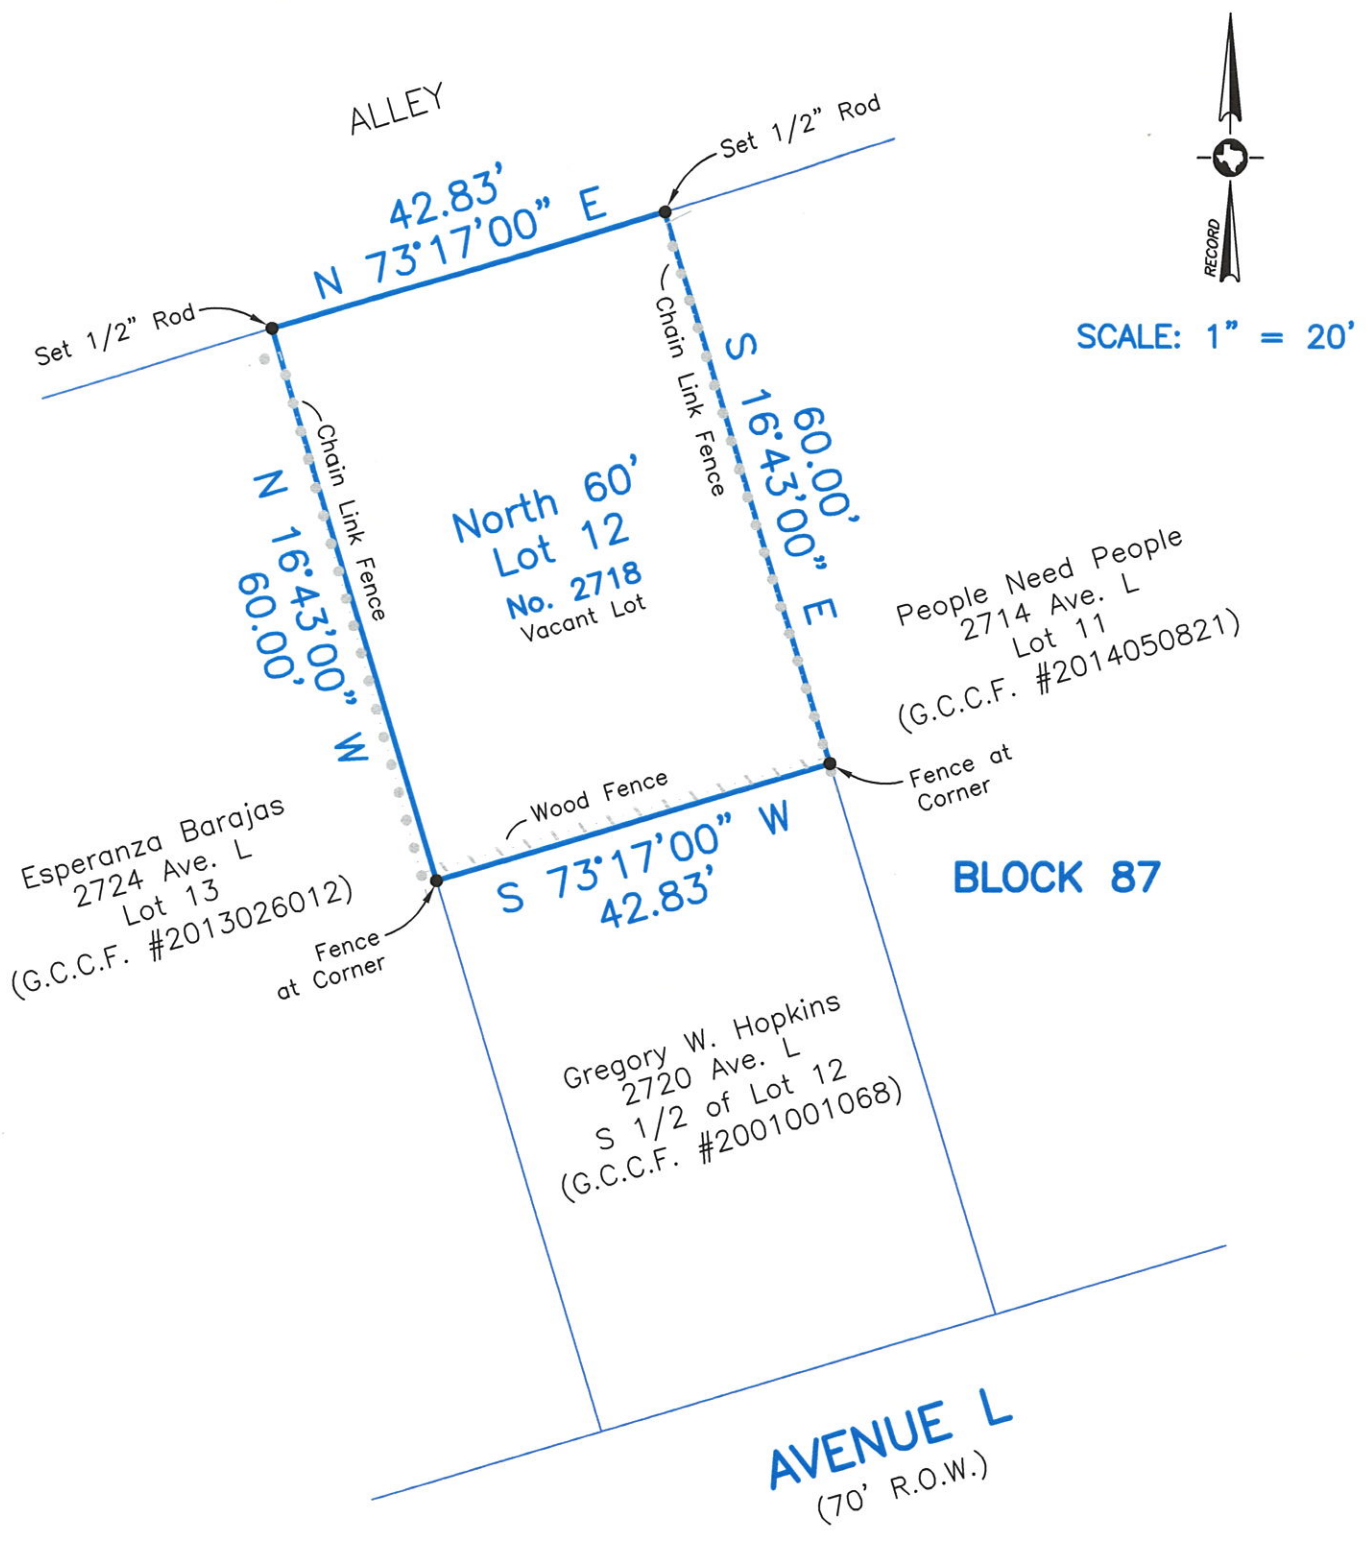 ALLEY
Set 1/2” Rod
42.83’
N 73°17’00” E
RECORD
Set 1/2” Rod
SCALE: 1” = 20’
Chain Link Fence
S 16°43’00” E
60.00’
Chain Link Fence
N 16°43’00” W
60.00’
North 60’
Lot 12
No. 2718
Vacant Lot
People Need People
2714 Ave. L
Lot 11
(G.C.C.F. #2014050821)
Fence at
Corner
Wood Fence
S 73°17’00” W
42.83’
Esperanza Barajas
2724 Ave. L
Lot 13
(G.C.C.F. #2013026012)
Fence
at Corner
BLOCK 87
Gregory W. Hopkins
2720 Ave. L
S 1/2 of Lot 12
(G.C.C.F. #2001001068)
AVENUE L
(70’ R.O.W.)